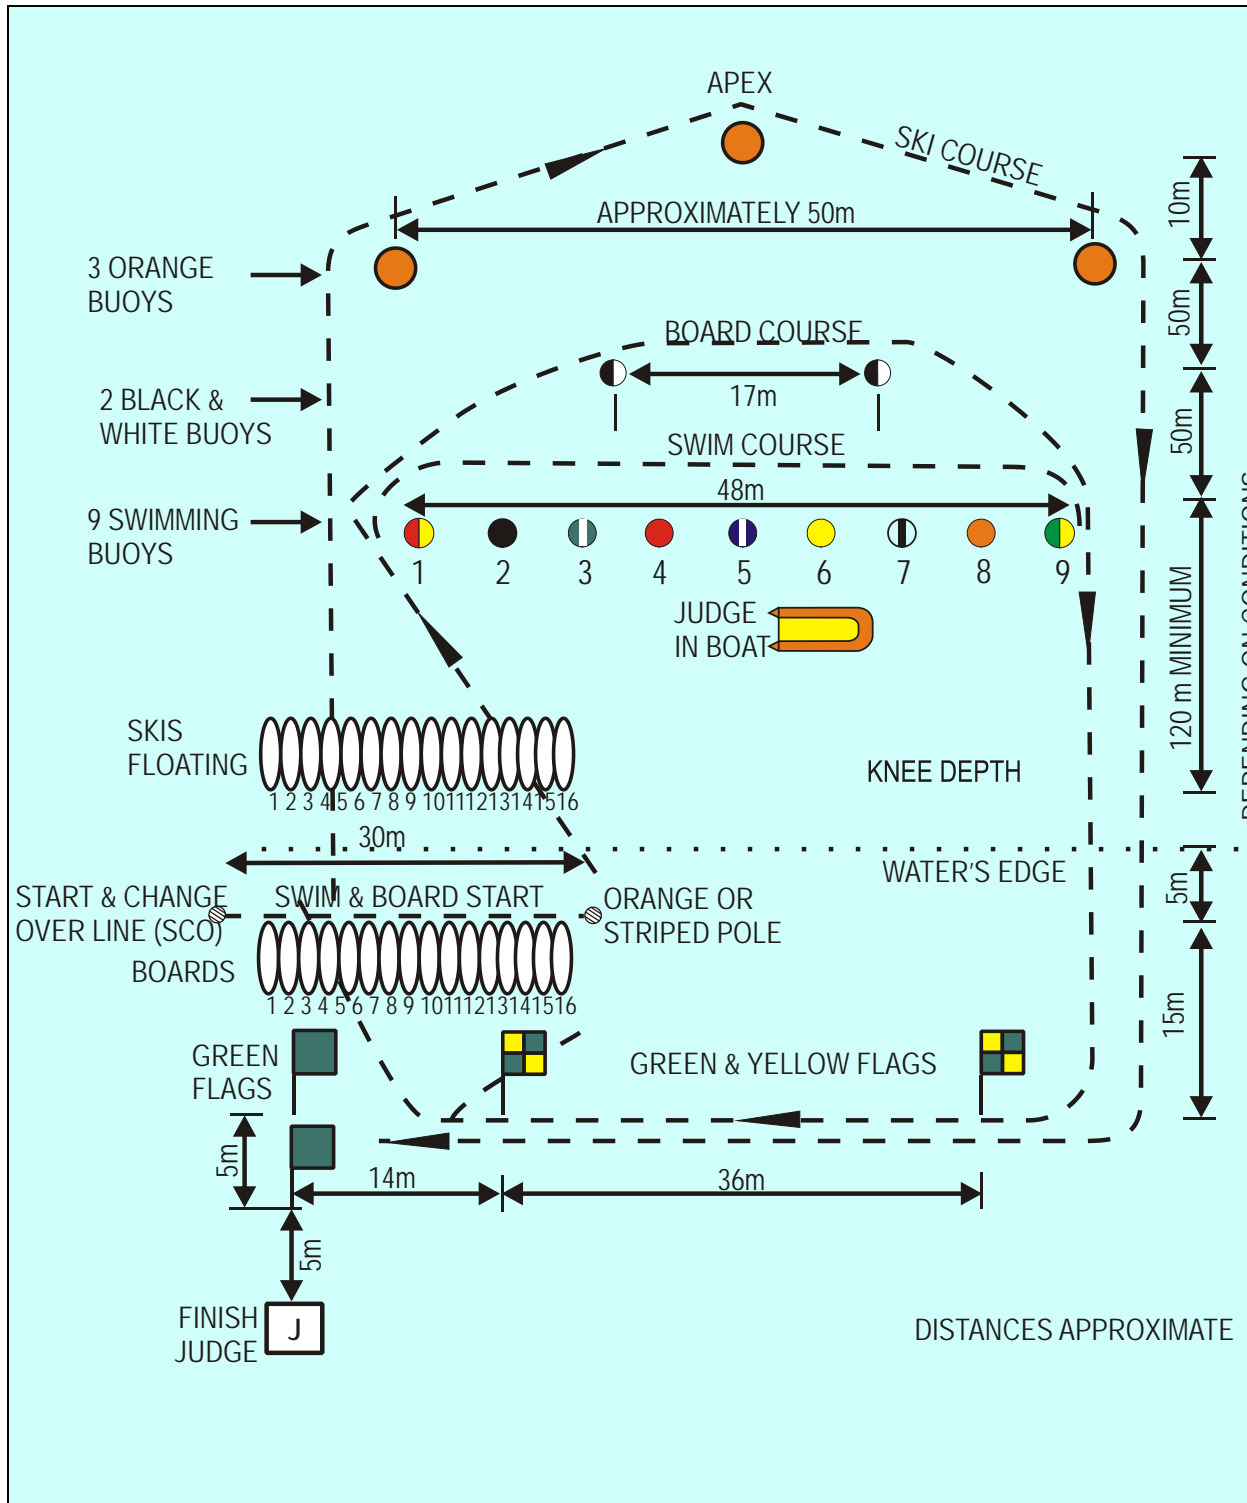 APEX
SKI COURSE
APPROXIMATELY 50m
10m
3 ORANGE
BUOYS
50m
BOARD COURSE
17m
2 BLACK &
WHITE BUOYS
50m
SWIM COURSE
48m
9 SWIMMING
BUOYS
1 2 3 4 5 6 7 8 9
JUDGE
IN BOAT
120 m MINIMUM
DEPENDING ON CONDITIONS
SKIS
FLOATING
KNEE DEPTH
1 2 3 4 5 6 7 8 9 10 11 12 13 14 15 16
30m
WATER'S EDGE
START & CHANGE
OVER LINE (SCO)
SWIM & BOARD START
ORANGE OR
STRIPED POLE
5m
BOARDS
1 2 3 4 5 6 7 8 9 10 11 12 13 14 15 16
15m
GREEN
FLAGS
GREEN & YELLOW FLAGS
5m
14m
36m
5m
FINISH
JUDGE
J
DISTANCES APPROXIMATE